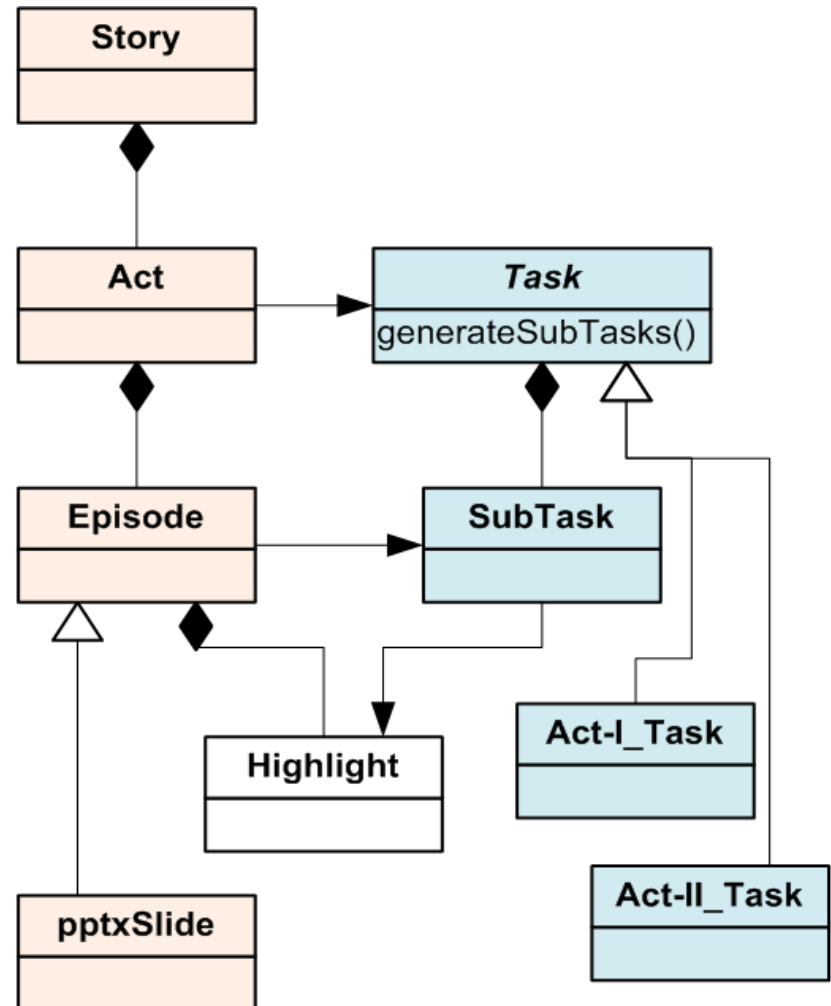 Story
Act
Task
generateSubTasks()
Episode
SubTask
Highlight
Act-I_Task
Act-II_Task
pptxSlide